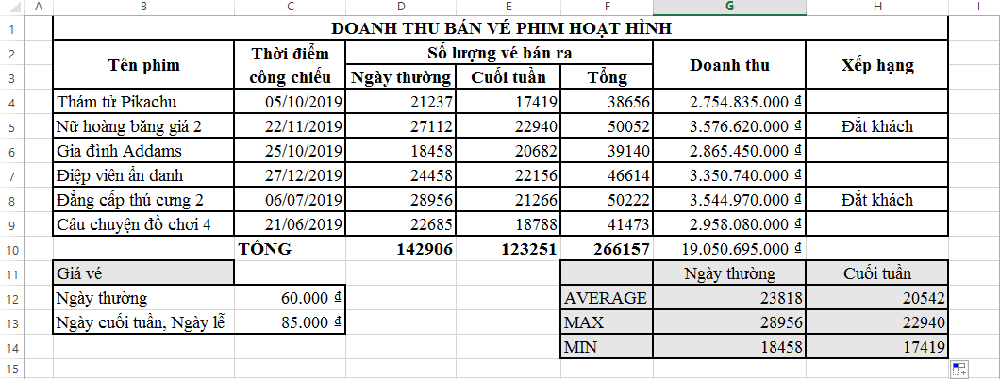 A B C D E F G H I
1 DOANH THU BÁN VÉ PHIM HOẠT HÌNH
2 Tên phim Thời điểm công chiếu Số lượng vé bán ra Doanh thu Xếp hạng
3 Ngày thường Cuối tuần Tổng
4 Thám tử Pikachu 05/10/2019 21237 17419 38656 2.754.835.000 ₫
5 Nữ hoàng băng giá 2 22/11/2019 27112 22940 50052 3.576.620.000 ₫ Đắt khách
6 Gia đình Addams 25/10/2019 18458 20682 39140 2.865.450.000 ₫
7 Điệp viên ẩn danh 27/12/2019 24458 22156 46614 3.350.740.000 ₫
8 Đẳng cấp thú cưng 2 06/07/2019 28956 21266 50222 3.544.970.000 ₫ Đắt khách
9 Câu chuyện đồ chơi 4 21/06/2019 22685 18788 41473 2.958.080.000 ₫
10 TỔNG 142906 123251 266157 19.050.695.000 ₫
11 Giá vé Ngày thường Cuối tuần
12 Ngày thường 60.000 ₫ AVERAGE 23818 20542
13 Ngày cuối tuần, Ngày lễ 85.000 ₫ MAX 28956 22940
14 MIN 18458 17419
15